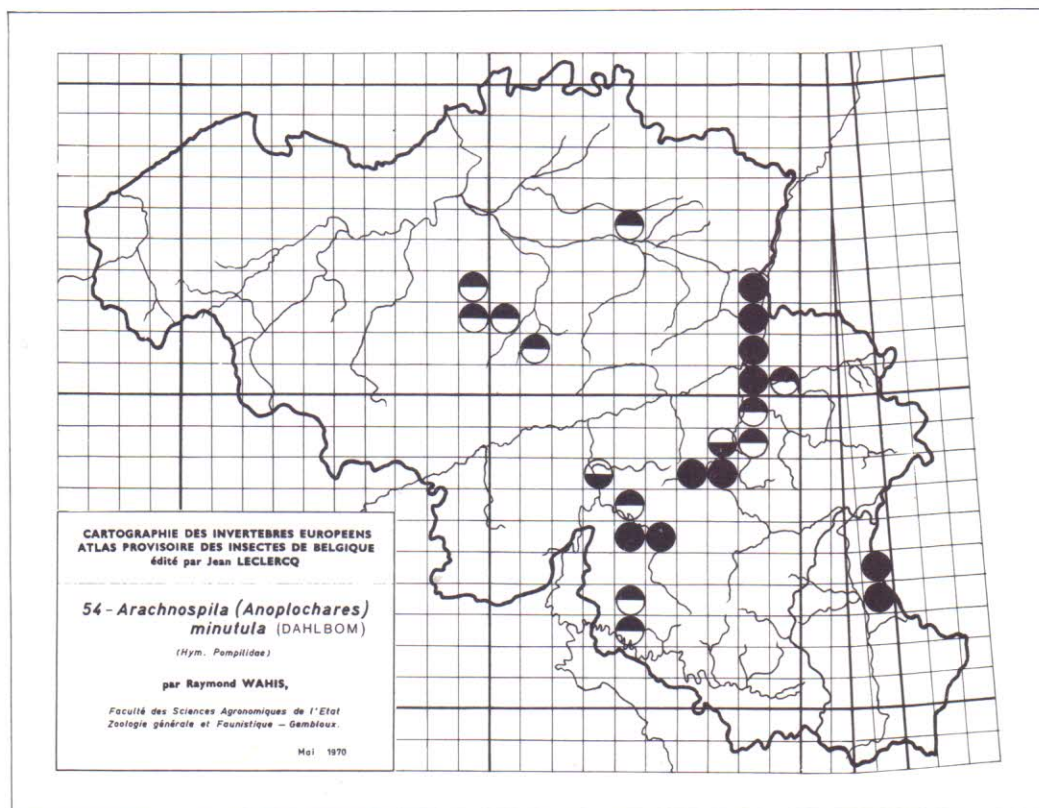 CARTOGRAPHIE DES INVERTEBRES EUROPEENS
ATLAS PROVISOIRE DES INSECTES DE BELGIQUE
édité par Jean LECLERCQ
54 - Arachnospila (Anoplochares)
minutula (DAHLBOM)
(Hym. Pompilidae)
par Raymond WAHIS,
Faculté des Sciences Agronomiques de l'Etat
Zoologie générale et Faunistique — Gembloux.
Mai 1970